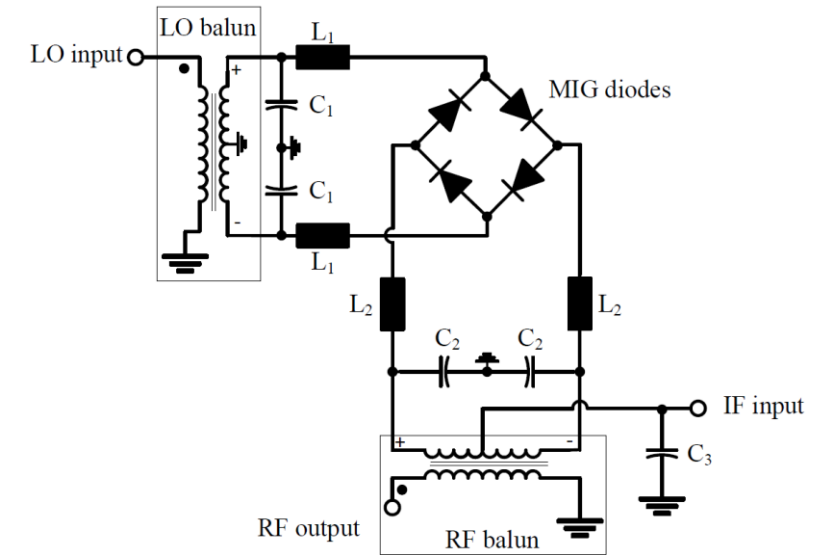 LO balun
LO input
L₁
+
C₁
MIG diodes
C₁
-
L₁
L₂
L₂
C₂
C₂
IF input
+
-
C₃
RF output
RF balun